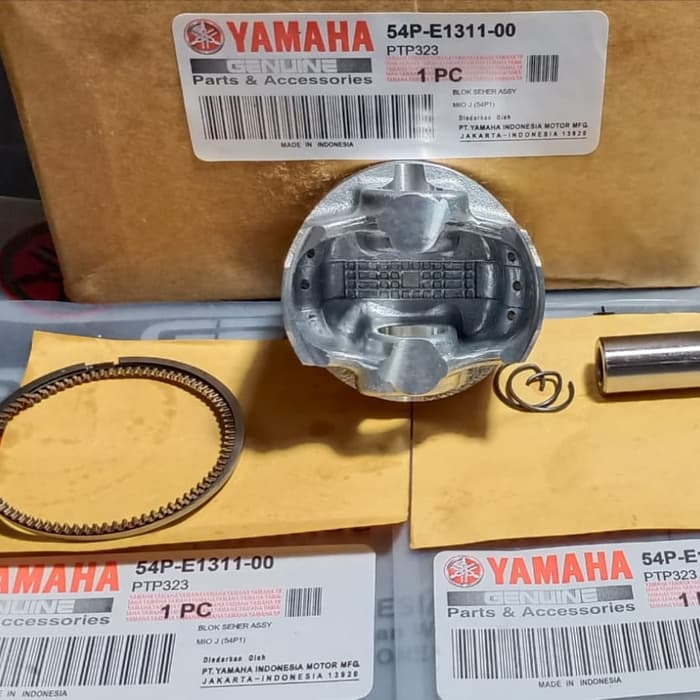 YAMAHA
GENUINE
Parts & Accessories
54P-E1311-00
PTP323
1 PC
BLOK SEHER ASSY
MIO J (54P1)
Diedarkan Oleh
PT.YAMAHA INDONESIA MOTOR MFG.
JAKARTA-INDONESIA 13920
MADE IN INDONESIA
AMAHA
GENUINE
& Accessories
54P-E1311-00
PTP323
1 PC
BLOK SEHER ASSY
MIO J (54P1)
Diedarkan Oleh
PT.YAMAHA INDONESIA MOTOR MFG.
JAKARTA-INDONESIA 13920
MADE IN INDONESIA
YAMAHA
GENUINE
Parts & Accessories
54P-E
PTP323
1
MADE IN INDONESIA